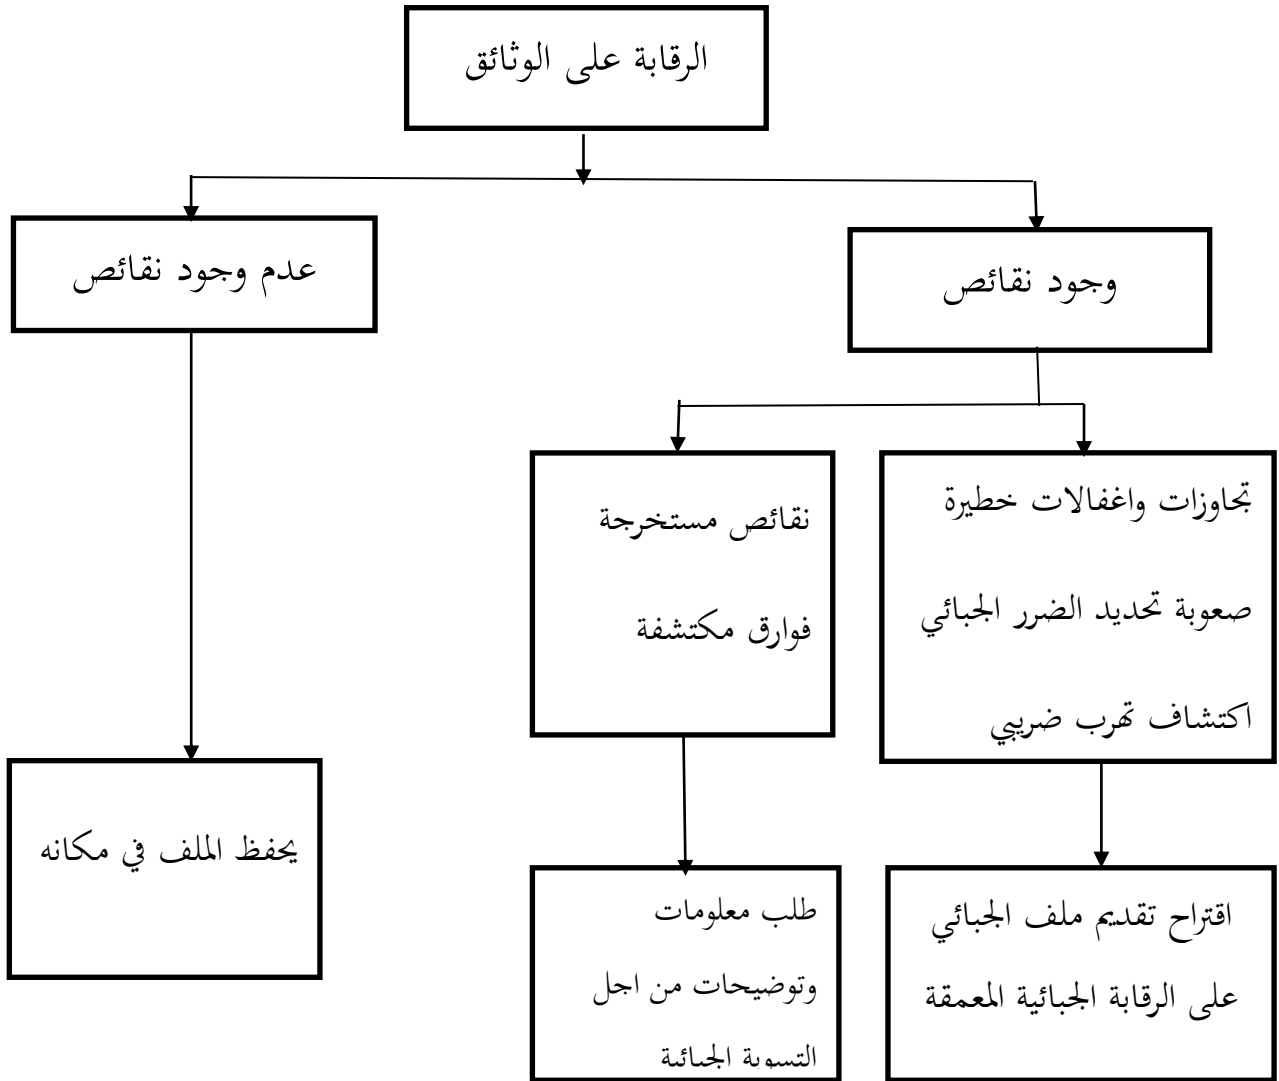 الرقابة على الوثائق
وجود نقائص
عدم وجود نقائص
تجاوزات واغفالات خطيرة
صعوبة تحديد الضرر الجبائي
اكتشاف تهرب ضريبي
نقائص مستخرجة
فوارق مكتشفة
اقتراح تقديم ملف الجبائي
على الرقابة الجبائية المعمقة
طلب معلومات
وتوضيحات من اجل
التسوية الجبائية
يحفظ الملف في مكانه